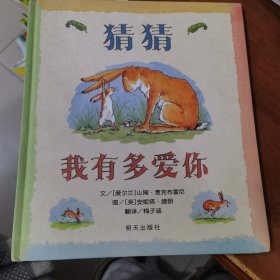 猜猜
我有多爱你
文／[爱尔兰]山姆·麦克布雷尼
图／[英]安妮塔·婕朗
翻译／梅子涵
明天出版社